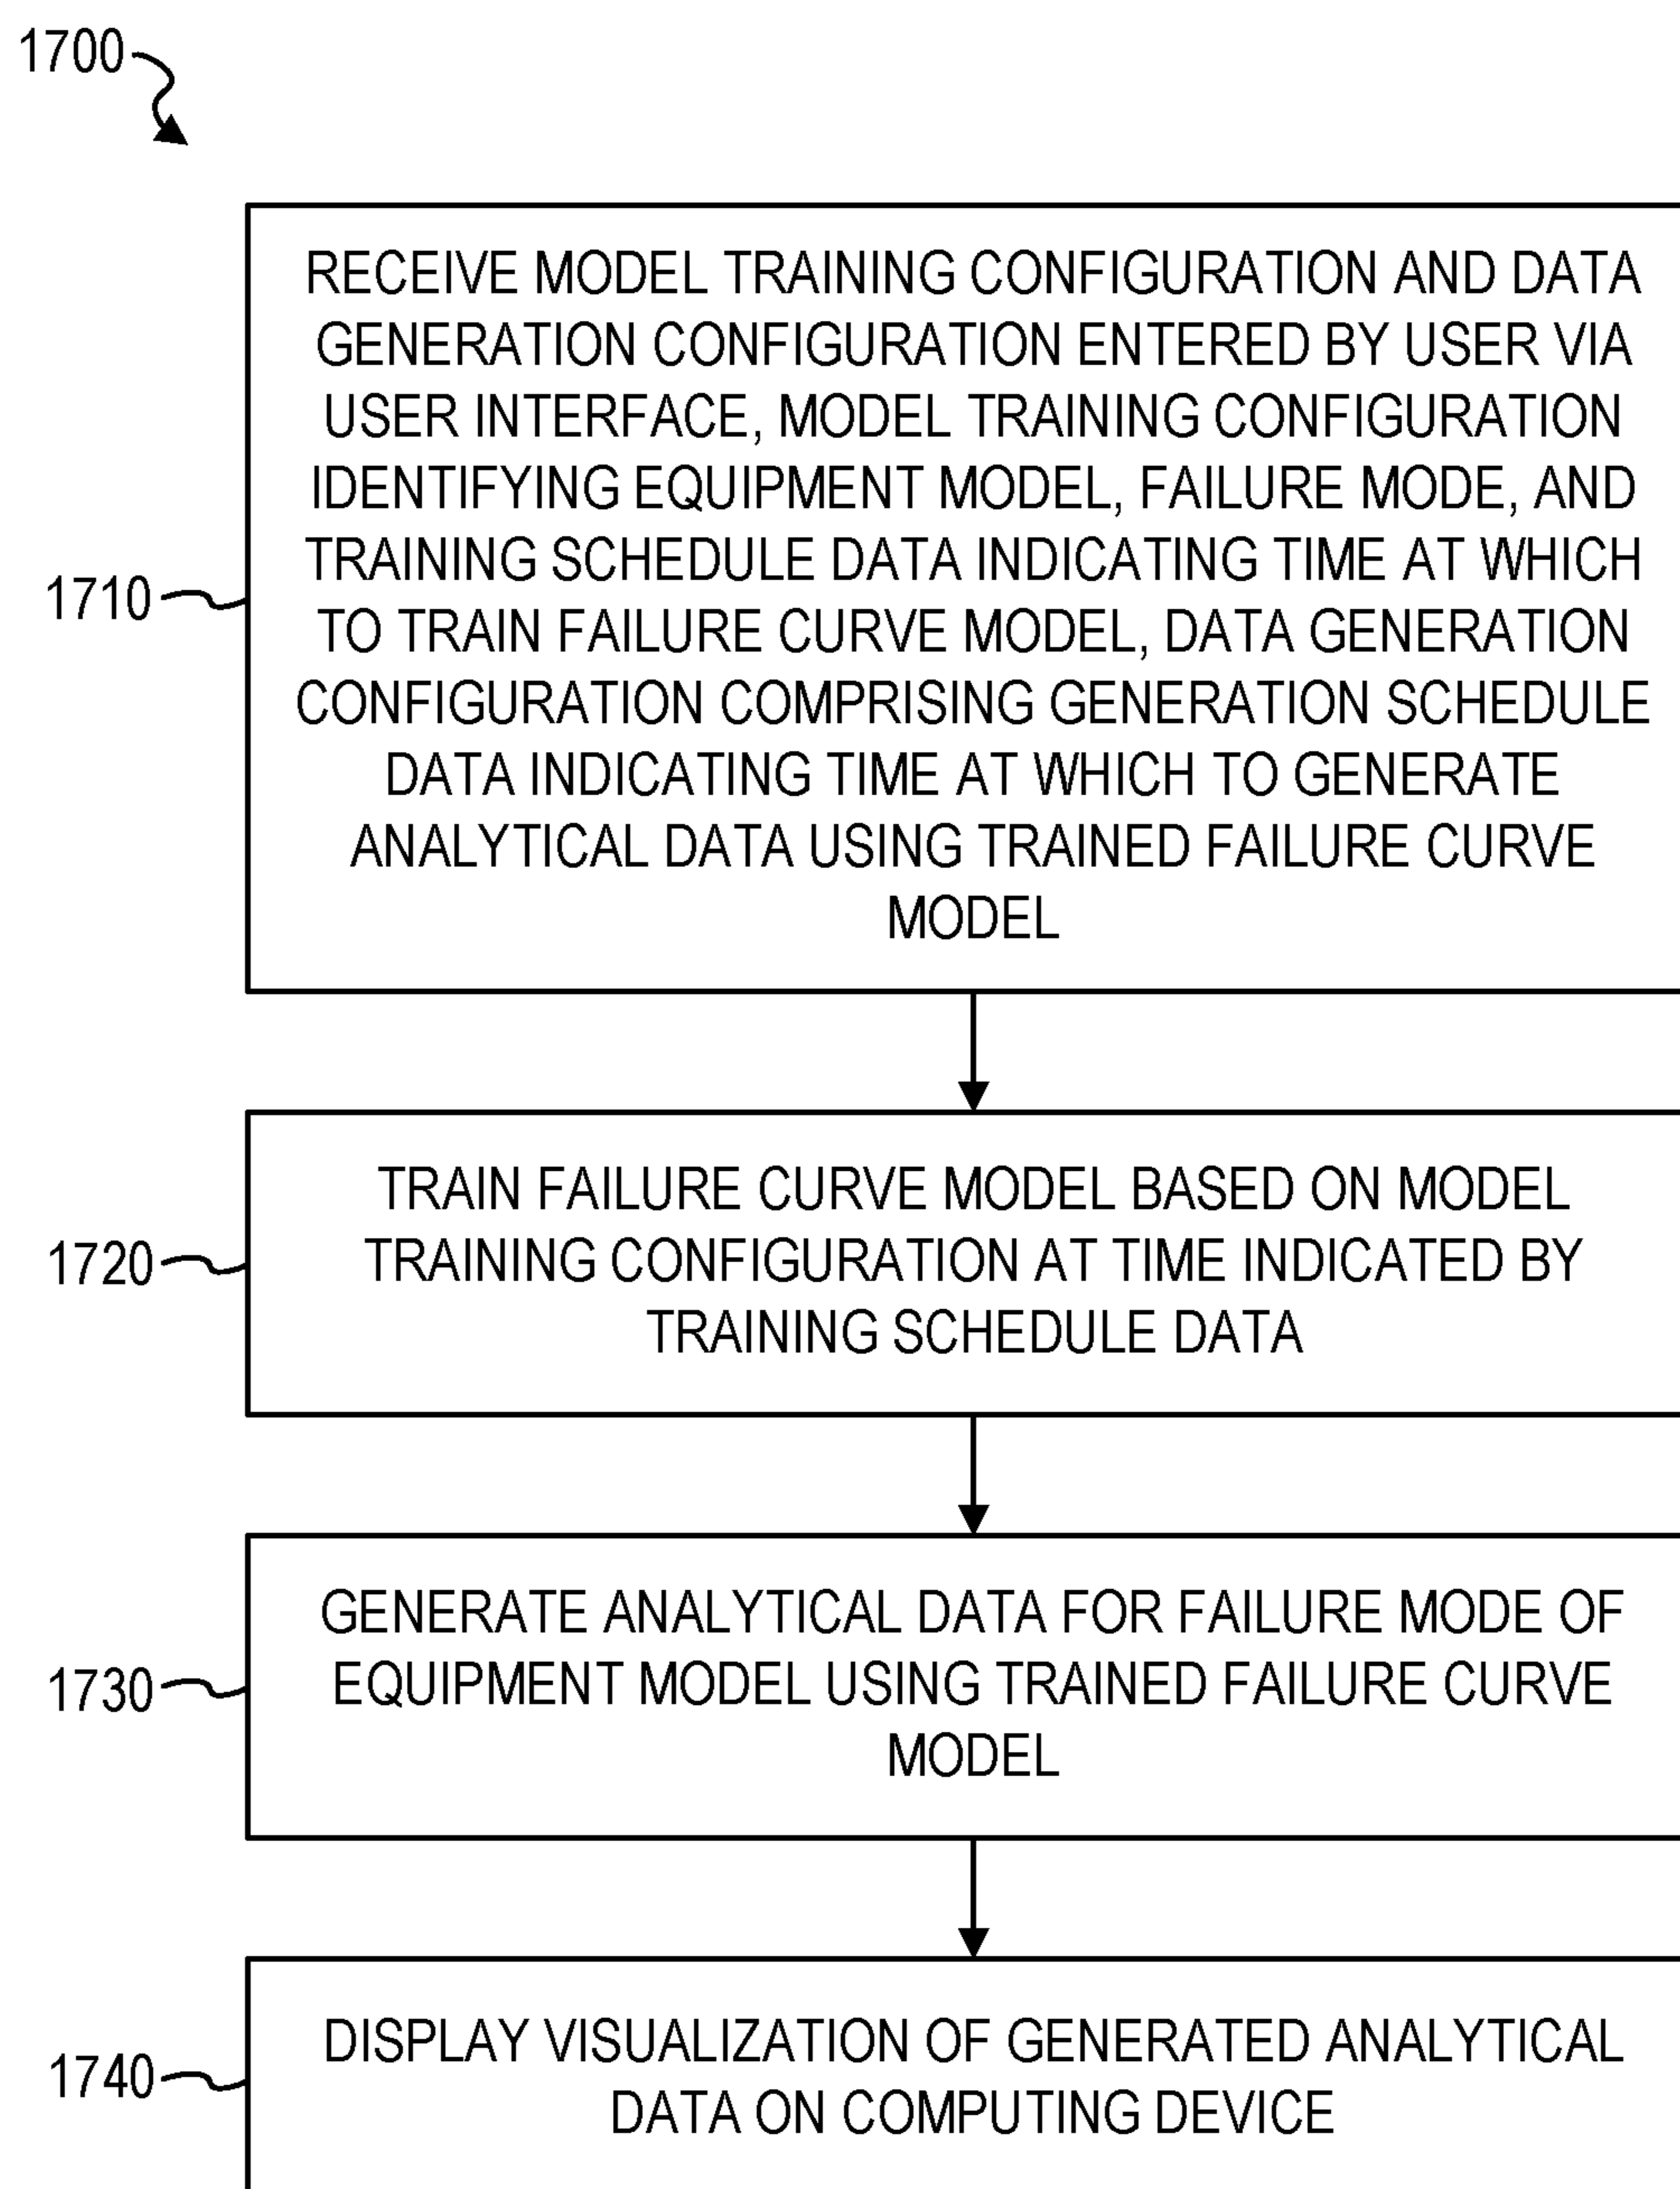 1700
RECEIVE MODEL TRAINING CONFIGURATION AND DATA
GENERATION CONFIGURATION ENTERED BY USER VIA
USER INTERFACE, MODEL TRAINING CONFIGURATION
IDENTIFYING EQUIPMENT MODEL, FAILURE MODE, AND
TRAINING SCHEDULE DATA INDICATING TIME AT WHICH
TO TRAIN FAILURE CURVE MODEL, DATA GENERATION
CONFIGURATION COMPRISING GENERATION SCHEDULE
DATA INDICATING TIME AT WHICH TO GENERATE
ANALYTICAL DATA USING TRAINED FAILURE CURVE
MODEL
1710
TRAIN FAILURE CURVE MODEL BASED ON MODEL
TRAINING CONFIGURATION AT TIME INDICATED BY
TRAINING SCHEDULE DATA
1720
GENERATE ANALYTICAL DATA FOR FAILURE MODE OF
EQUIPMENT MODEL USING TRAINED FAILURE CURVE
MODEL
1730
DISPLAY VISUALIZATION OF GENERATED ANALYTICAL
DATA ON COMPUTING DEVICE
1740